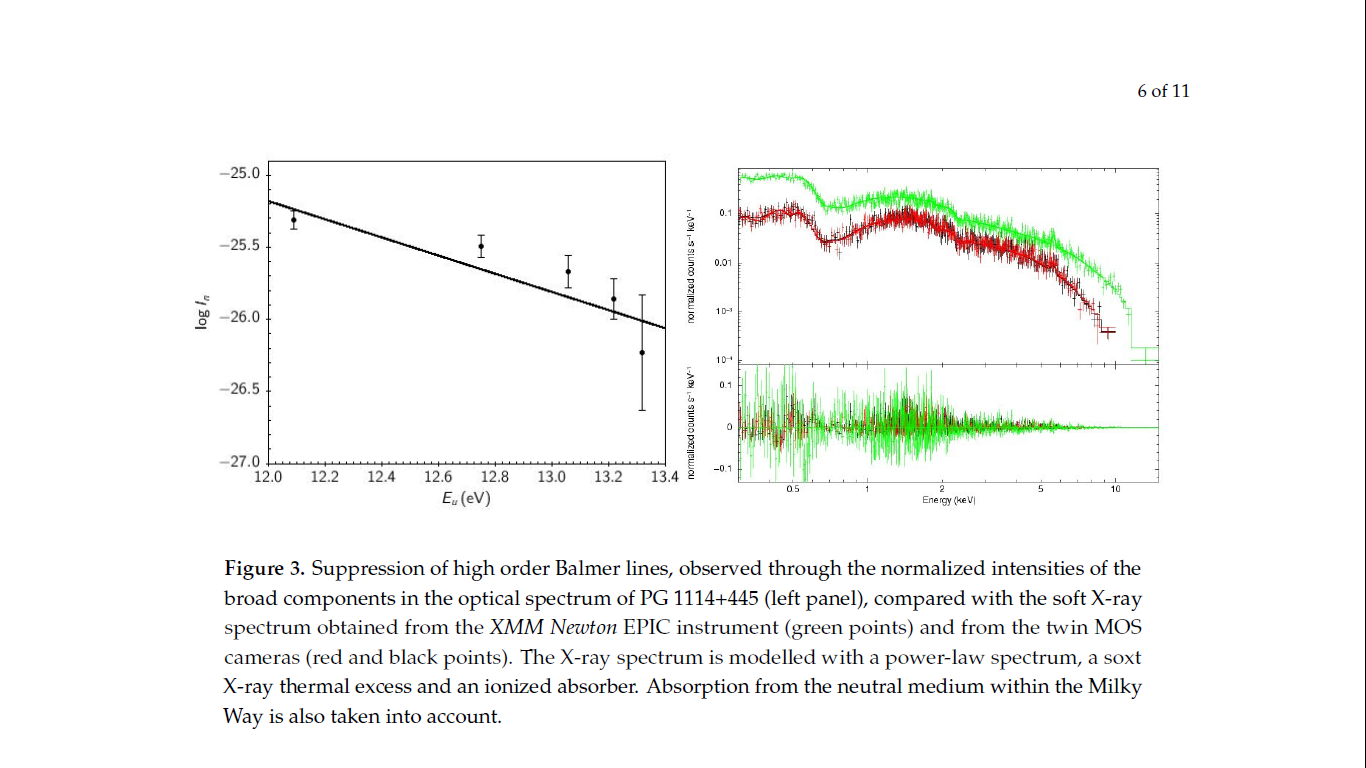 6 of 11
−25.0
−25.5
−26.0
−26.5
−27.0
log Iₙ
12.0 12.2 12.4 12.6 12.8 13.0 13.2 13.4
Eᵤ (eV)
0.1
0.01
10⁻³
10⁻⁴
normalized counts s⁻¹ keV⁻¹
0.1
0
−0.1
normalized counts s⁻¹ keV⁻¹
0.5 1 2 5 10
Energy (keV)
Figure 3. Suppression of high order Balmer lines, observed through the normalized intensities of the
broad components in the optical spectrum of PG 1114+445 (left panel), compared with the soft X-ray
spectrum obtained from the XMM Newton EPIC instrument (green points) and from the twin MOS
cameras (red and black points). The X-ray spectrum is modelled with a power-law spectrum, a soxt
X-ray thermal excess and an ionized absorber. Absorption from the neutral medium within the Milky
Way is also taken into account.